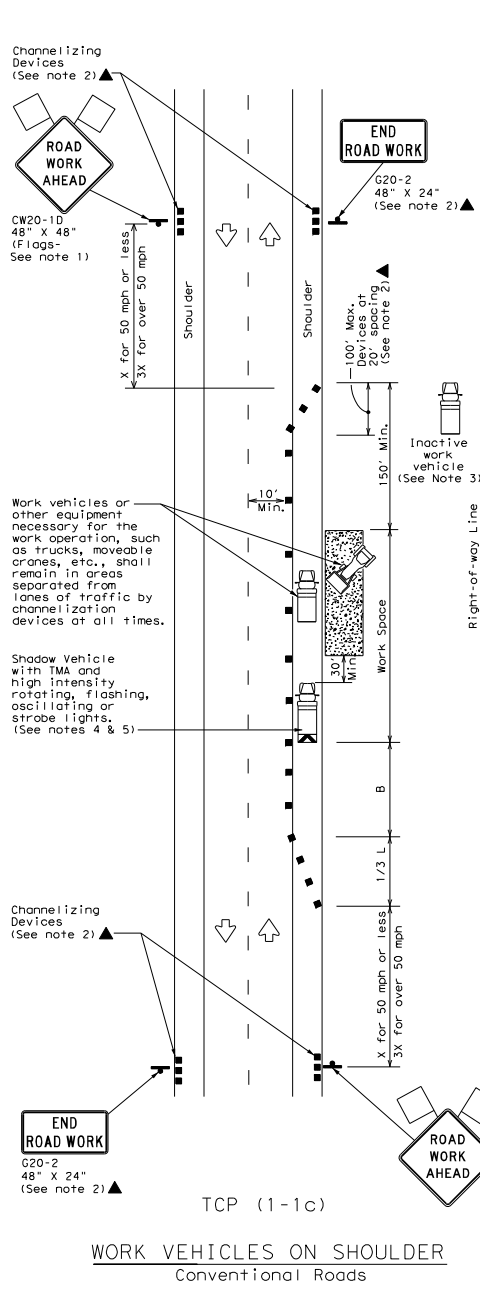 Channelizing
Devices
(See note 2)
ROAD
WORK
AHEAD
CW20-1D
48" X 48"
(Flags-
See note 1)
END
ROAD WORK
G20-2
48" X 24"
(See note 2)
X for 50 mph or less
3X for over 50 mph
Shoulder
Shoulder
100' Max.
Devices at
20' spacing
(See note 2)
150' Min.
Inactive
work
vehicle
(See Note 3)
10'
Min.
Right-of-way Line
Work vehicles or
other equipment
necessary for the
work operation, such
as trucks, moveable
cranes, etc., shall
remain in areas
separated from
lanes of traffic by
channelization
devices at all times.
Work Space
30'
Min
Shadow Vehicle
with TMA and
high intensity
rotating, flashing,
oscillating or
strobe lights.
(See notes 4 & 5)
B
1/3 L
Channelizing
Devices
(See note 2)
X for 50 mph or less
3X for over 50 mph
END
ROAD WORK
G20-2
48" X 24"
(See note 2)
ROAD
WORK
AHEAD
TCP (1-1c)
WORK VEHICLES ON SHOULDER
Conventional Roads